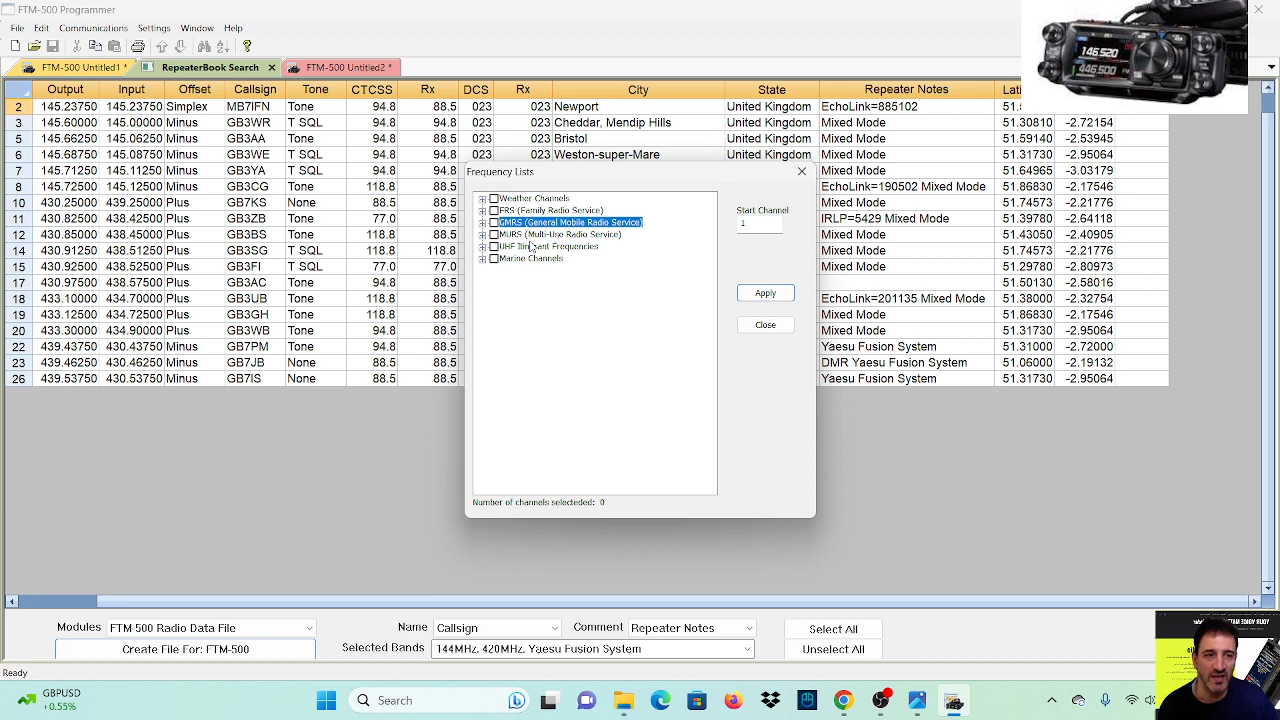 FTM-500 Programmer
File Edit Communications Settings Window Help
FTM-500 Untitled1 * RepeaterBook Search FTM-500 Untitled2 *
146.520
446.500
Output Input Offset Callsign Tone CTCSS Rx DCS Rx City State Repeater Notes
2 145.23750 145.23750 Simplex MB7IFN Tone 94.8 88.5 023 023 Newport United Kingdom EchoLink=885102
3 145.60000 145.00000 Minus GB3WR T SQL 94.8 94.8 023 023 Cheddar, Mendip Hills United Kingdom Mixed Mode 51.30810 -2.72154
5 145.66250 145.06250 Minus GB3AA Tone 94.8 88.5 023 023 Bristol United Kingdom Mixed Mode 51.59140 -2.53945
6 145.68750 145.08750 Minus GB3WE T SQL 94.8 94.8 023 023 Weston-super-Mare United Kingdom Mixed Mode 51.31730 -2.95064
7 145.71250 145.11250 Minus GB3YA T SQL 94.8 94.8 Mixed Mode 51.64965 -3.03179
8 145.72500 145.12500 Minus GB3CG Tone 118.8 88.5 EchoLink=190502 Mixed Mode 51.86830 -2.17546
10 430.25000 439.25000 Plus GB7KS None 88.5 88.5 Mixed Mode 51.74573 -2.21776
11 430.82500 438.42500 Plus GB3ZB Tone 77.0 88.5 IRLP=5429 Mixed Mode 51.39780 -2.64118
12 430.85000 438.45000 Plus GB3BS Tone 118.8 88.5 Mixed Mode 51.43050 -2.40905
14 430.91250 438.51250 Plus GB3SG T SQL 118.8 118.8 Mixed Mode 51.74573 -2.21776
15 430.92500 438.52500 Plus GB3FI T SQL 77.0 77.0 Mixed Mode 51.29780 -2.80973
17 430.97500 438.57500 Plus GB3AC Tone 94.8 88.5 51.50130 -2.58016
18 433.10000 434.70000 Plus GB3UB Tone 118.8 88.5 EchoLink=201135 Mixed Mode 51.38000 -2.32754
19 433.12500 434.72500 Plus GB3GH Tone 118.8 88.5 Mixed Mode 51.86830 -2.17546
20 433.30000 434.90000 Plus GB3WB Tone 94.8 88.5 Mixed Mode 51.31730 -2.95064
22 439.43750 430.43750 Minus GB7PM Tone 94.8 88.5 Yaesu Fusion System 51.31000 -2.72000
23 439.46250 430.46250 Minus GB7JB None 88.5 88.5 DMR Yaesu Fusion System 51.06000 -2.19132
26 439.53750 430.53750 Minus GB7IS None 88.5 88.5 Yaesu Fusion System 51.31730 -2.95064
Frequency Lists
Weather Channels
FRS (Family Radio Service)
GMRS (General Mobile Radio Service)
MURS (Multi-Use Radio Service)
UHF Itinerant Frequencies
Marine Channels
Start Channel
1
Apply
Close
Number of channels selecteded: 0
Modules FTM-500 Radio Data File Name Callsign Comment Repeater Notes Select All
Create File For: FTM-500 Selected Bands 144MHz, 420MHz, Yaesu Fusion System Unselect All
Ready
GBPUSD
+0.55%
Search